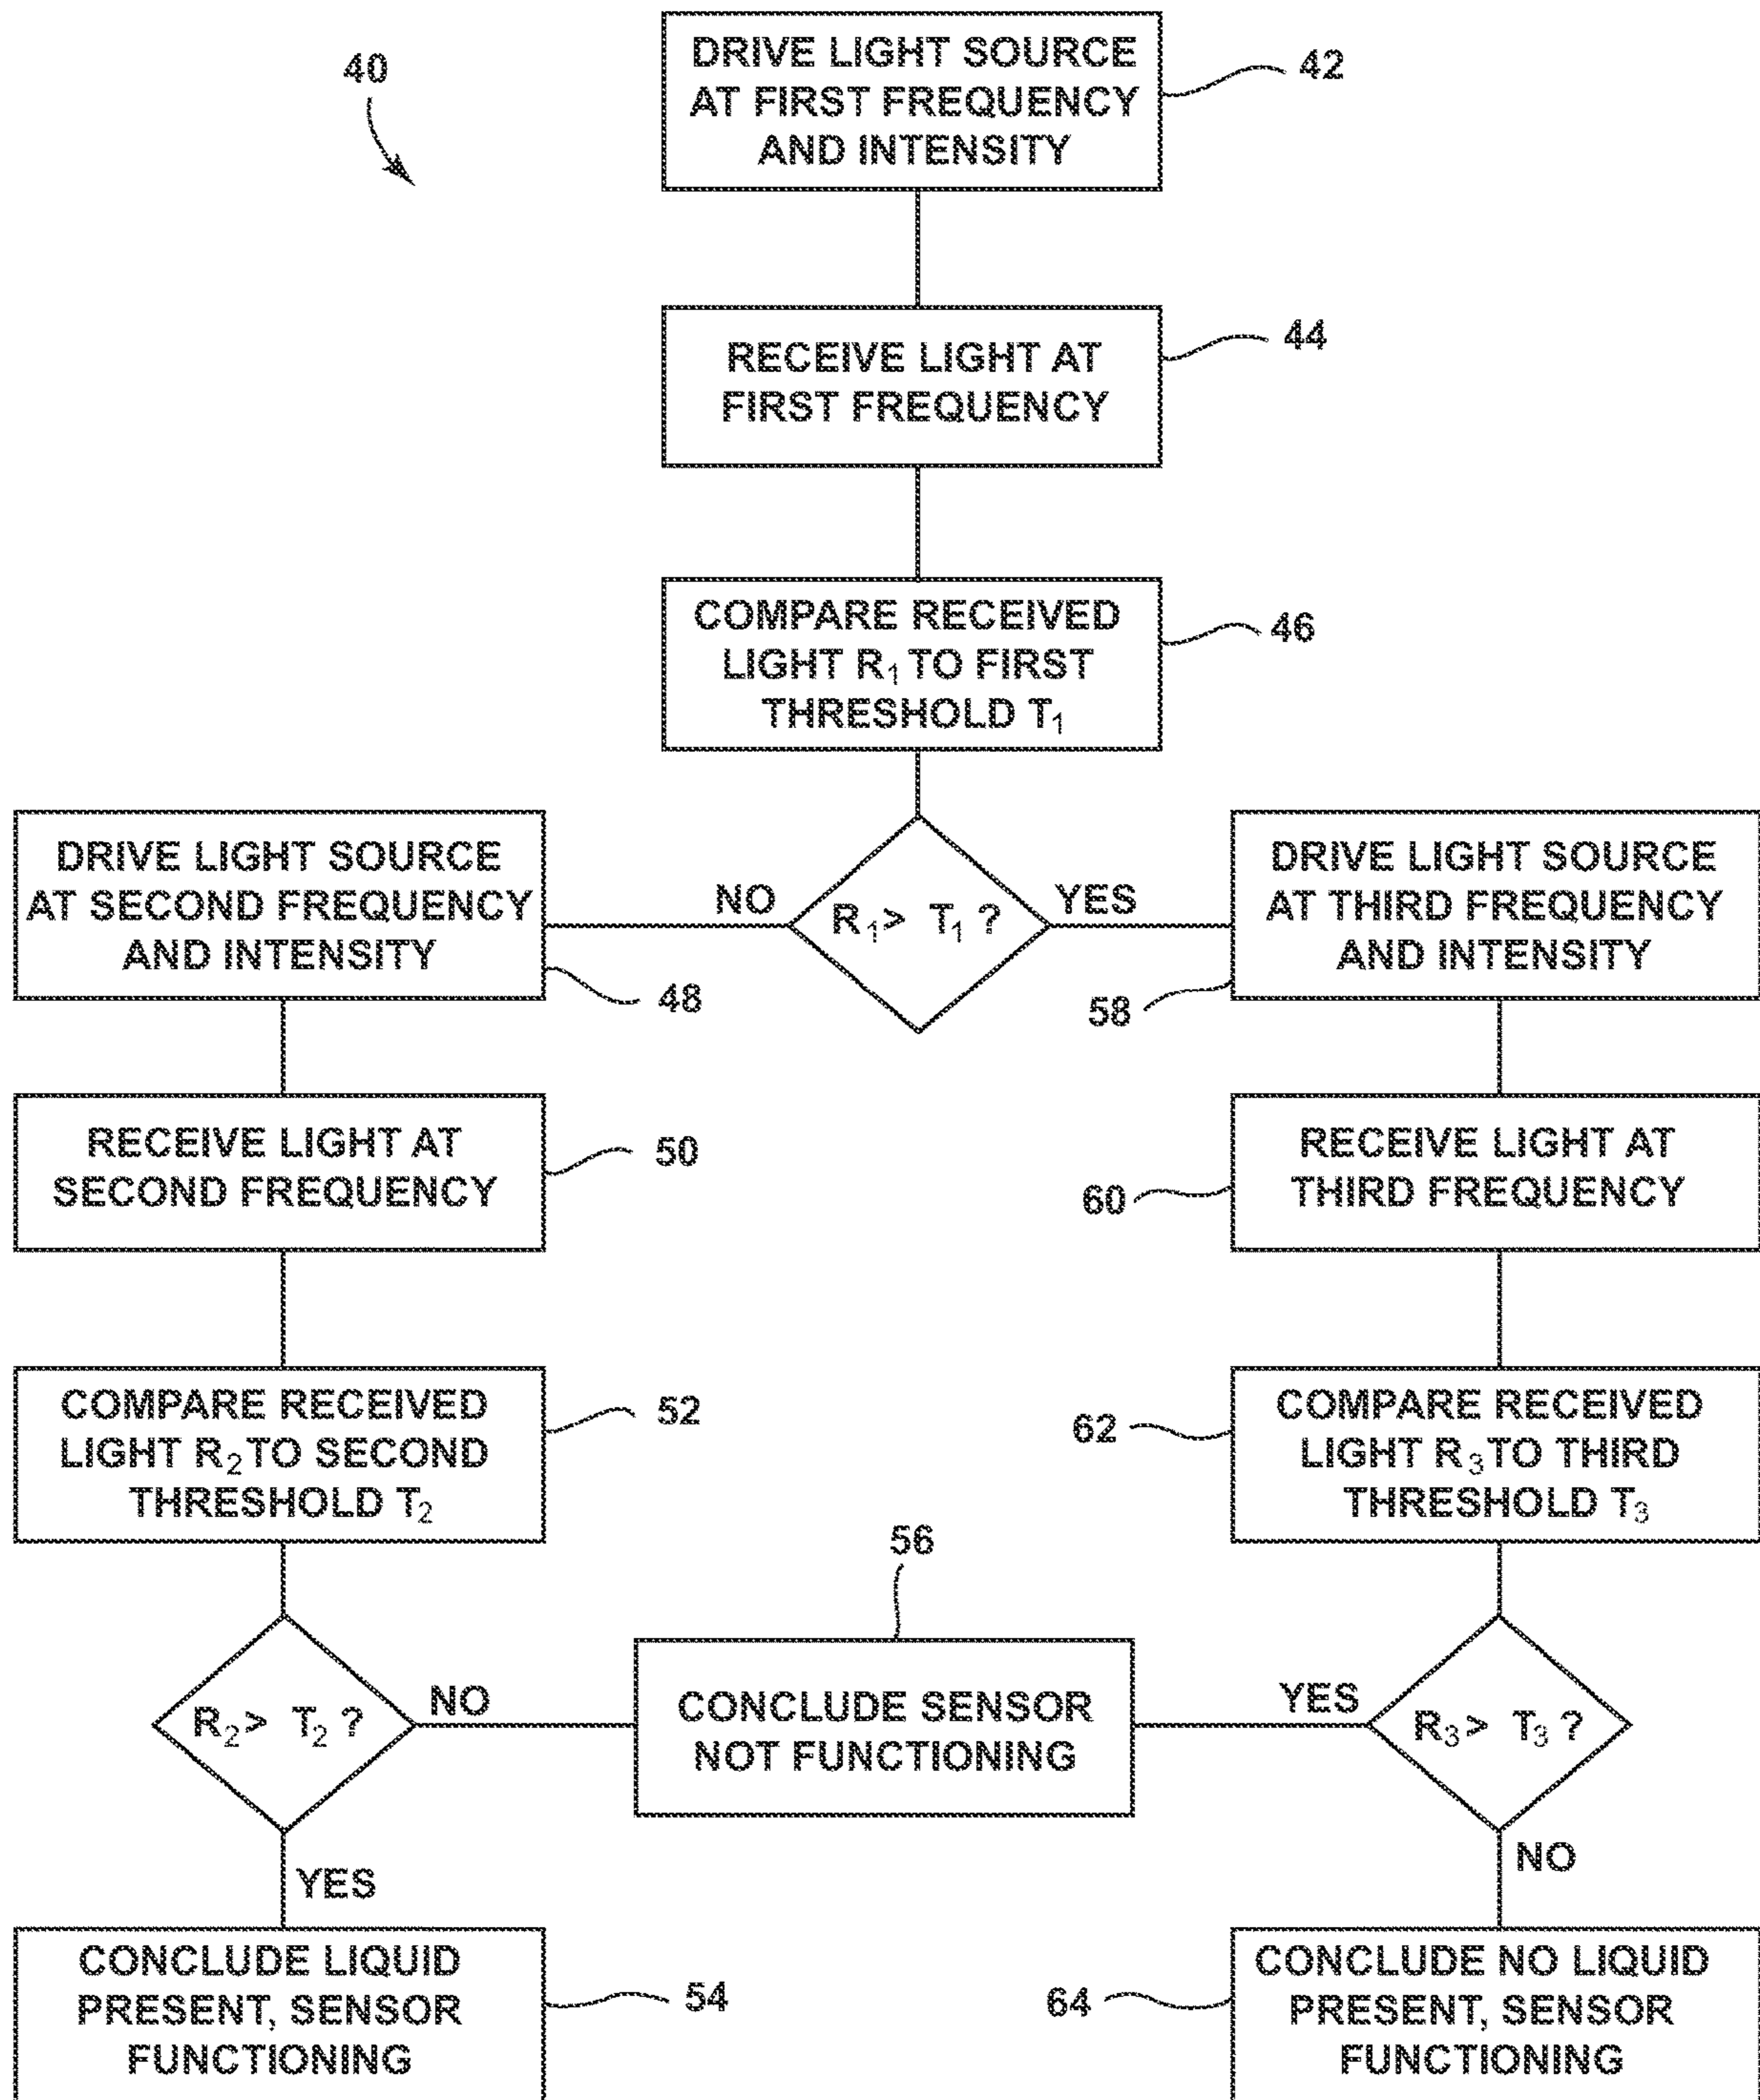 40
DRIVE LIGHT SOURCE
AT FIRST FREQUENCY
AND INTENSITY
42
RECEIVE LIGHT AT
FIRST FREQUENCY
44
COMPARE RECEIVED
LIGHT R₁ TO FIRST
THRESHOLD T₁
46
R₁ > T₁ ?
NO
YES
DRIVE LIGHT SOURCE
AT SECOND FREQUENCY
AND INTENSITY
48
DRIVE LIGHT SOURCE
AT THIRD FREQUENCY
AND INTENSITY
58
RECEIVE LIGHT AT
SECOND FREQUENCY
50
RECEIVE LIGHT AT
THIRD FREQUENCY
60
COMPARE RECEIVED
LIGHT R₂ TO SECOND
THRESHOLD T₂
52
COMPARE RECEIVED
LIGHT R₃ TO THIRD
THRESHOLD T₃
62
R₂ > T₂ ?
NO
56
CONCLUDE SENSOR
NOT FUNCTIONING
YES
R₃ > T₃ ?
YES
NO
CONCLUDE LIQUID
PRESENT, SENSOR
FUNCTIONING
54
CONCLUDE NO LIQUID
PRESENT, SENSOR
FUNCTIONING
64